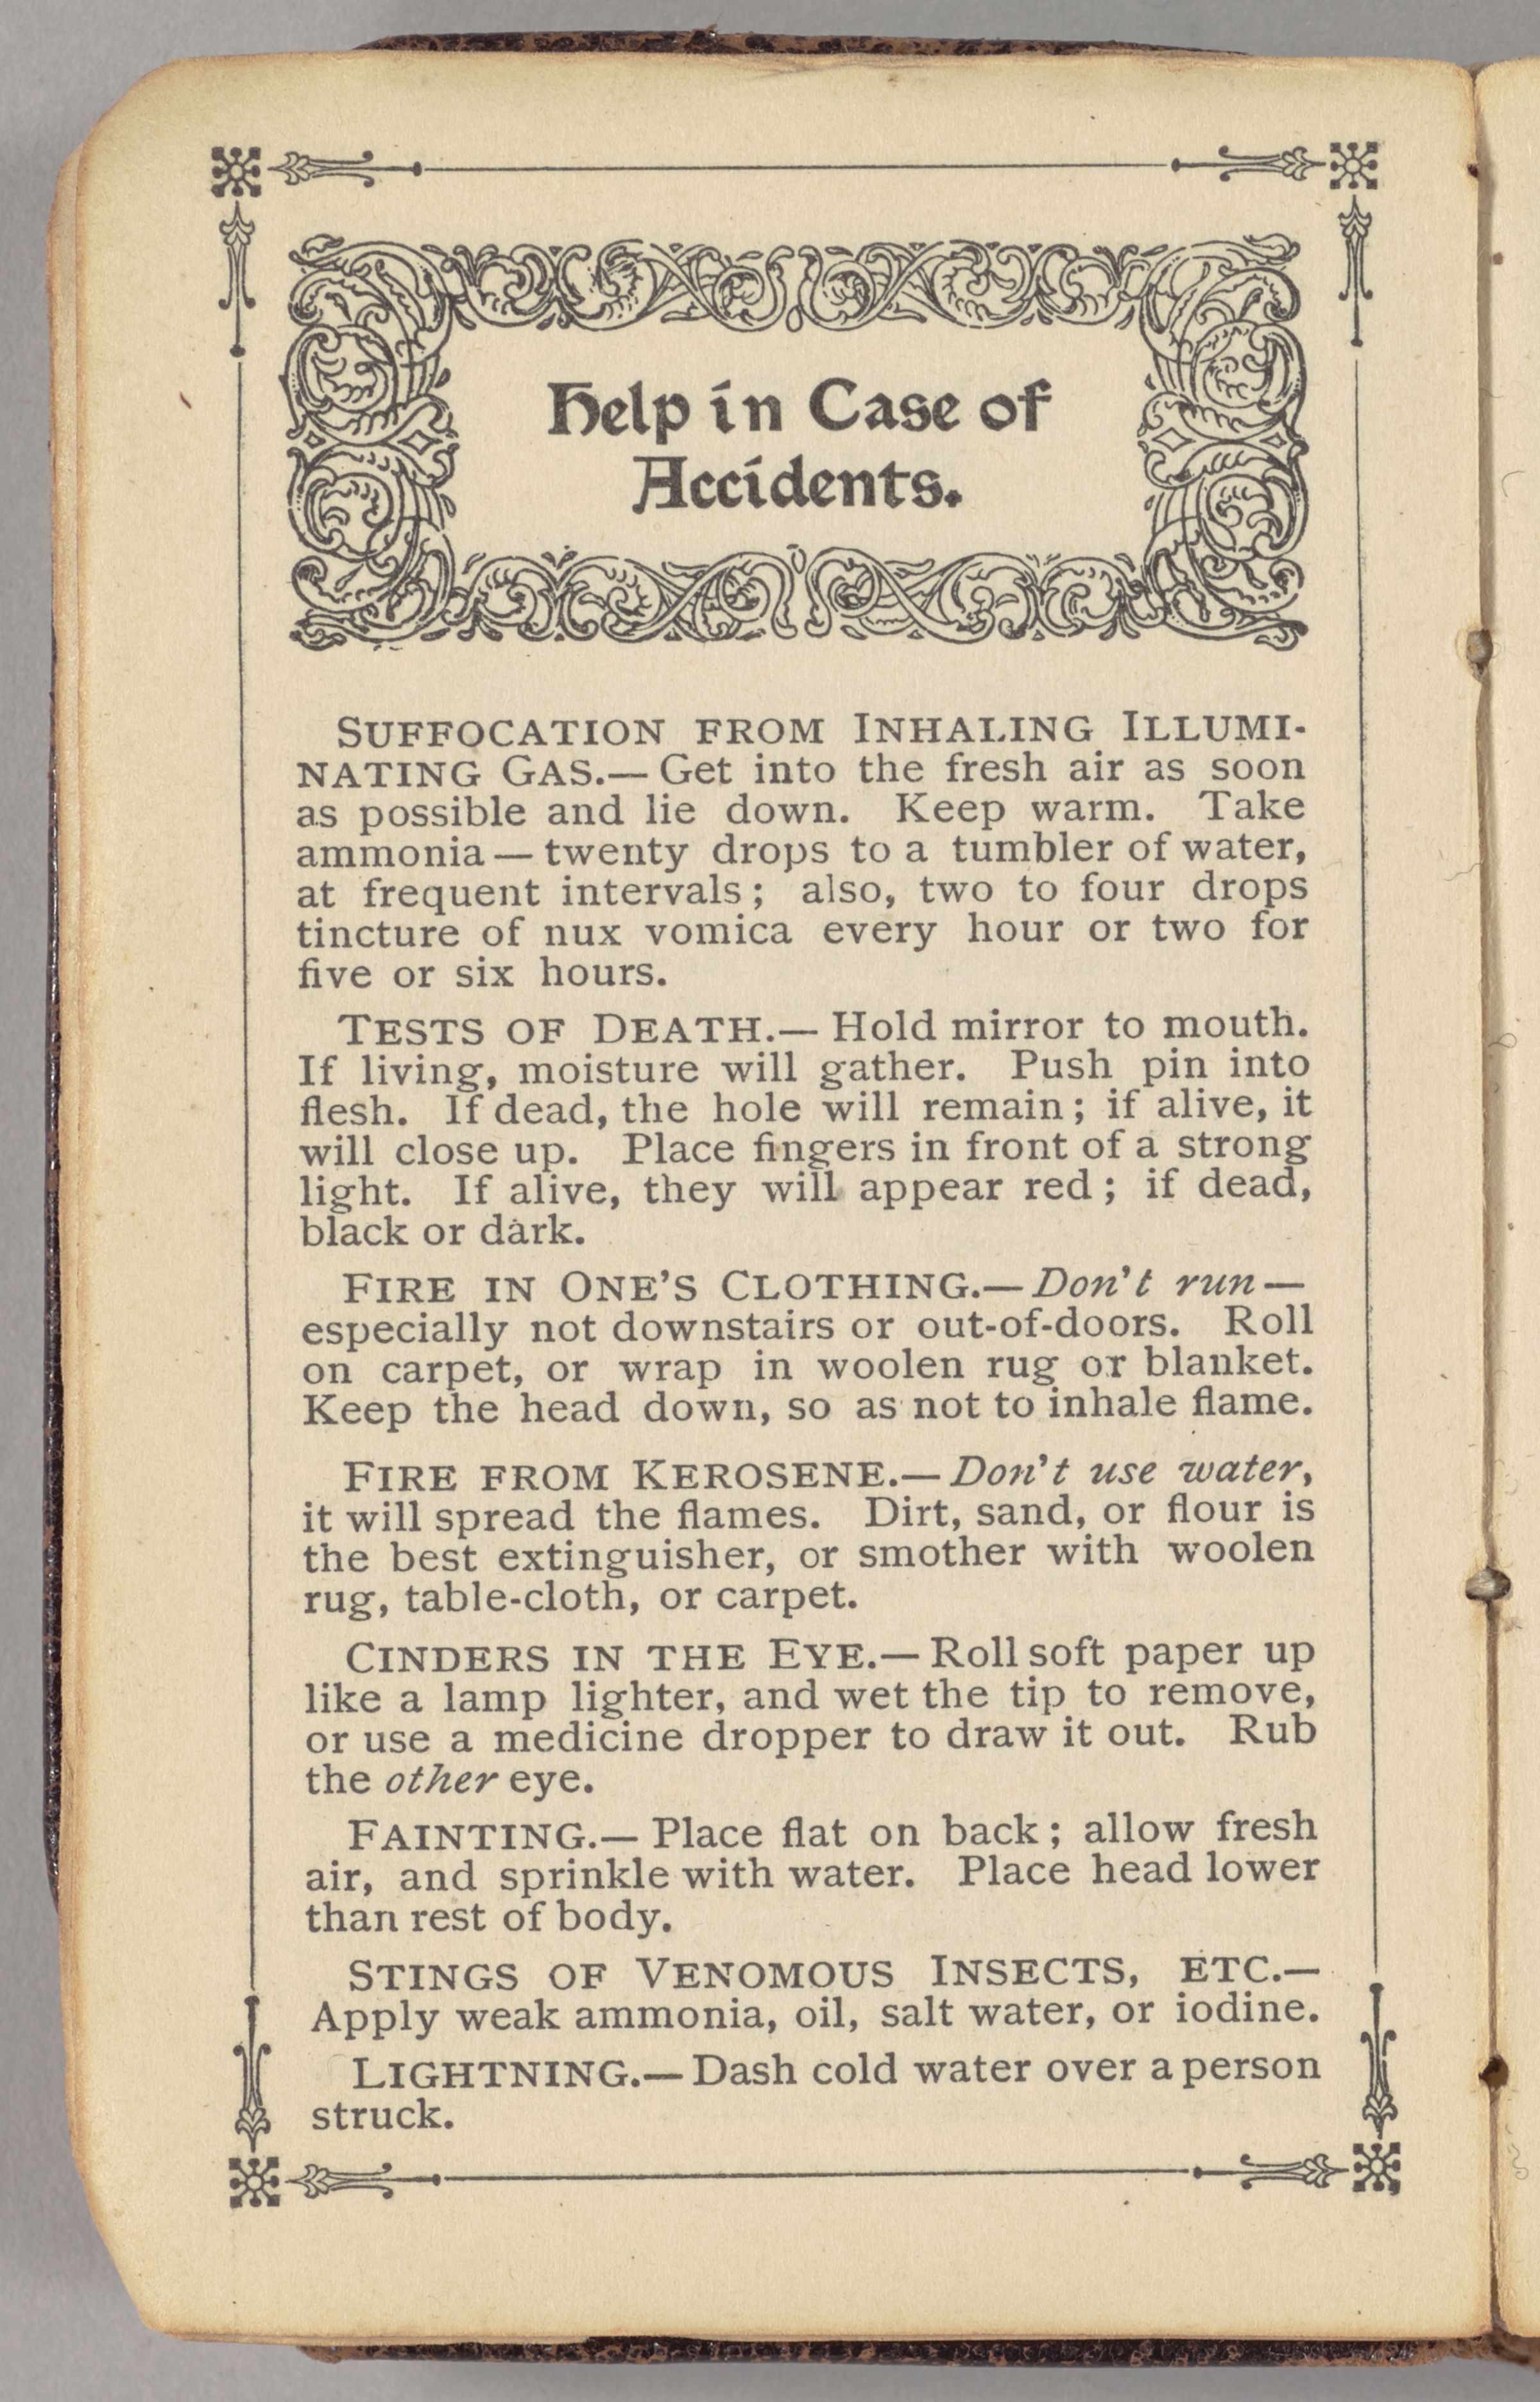 Help in Case of
Accidents.
SUFFOCATION FROM INHALING ILLUMI-
NATING GAS.—Get into the fresh air as soon
as possible and lie down. Keep warm. Take
ammonia—twenty drops to a tumbler of water,
at frequent intervals; also, two to four drops
tincture of nux vomica every hour or two for
five or six hours.
TESTS OF DEATH.—Hold mirror to mouth.
If living, moisture will gather. Push pin into
flesh. If dead, the hole will remain; if alive, it
will close up. Place fingers in front of a strong
light. If alive, they will appear red; if dead,
black or dark.
FIRE IN ONE'S CLOTHING.—Don't run—
especially not downstairs or out-of-doors. Roll
on carpet, or wrap in woolen rug or blanket.
Keep the head down, so as not to inhale flame.
FIRE FROM KEROSENE.—Don't use water,
it will spread the flames. Dirt, sand, or flour is
the best extinguisher, or smother with woolen
rug, table-cloth, or carpet.
CINDERS IN THE EYE.—Roll soft paper up
like a lamp lighter, and wet the tip to remove,
or use a medicine dropper to draw it out. Rub
the other eye.
FAINTING.—Place flat on back; allow fresh
air, and sprinkle with water. Place head lower
than rest of body.
STINGS OF VENOMOUS INSECTS, ETC.—
Apply weak ammonia, oil, salt water, or iodine.
LIGHTNING.—Dash cold water over a person
struck.